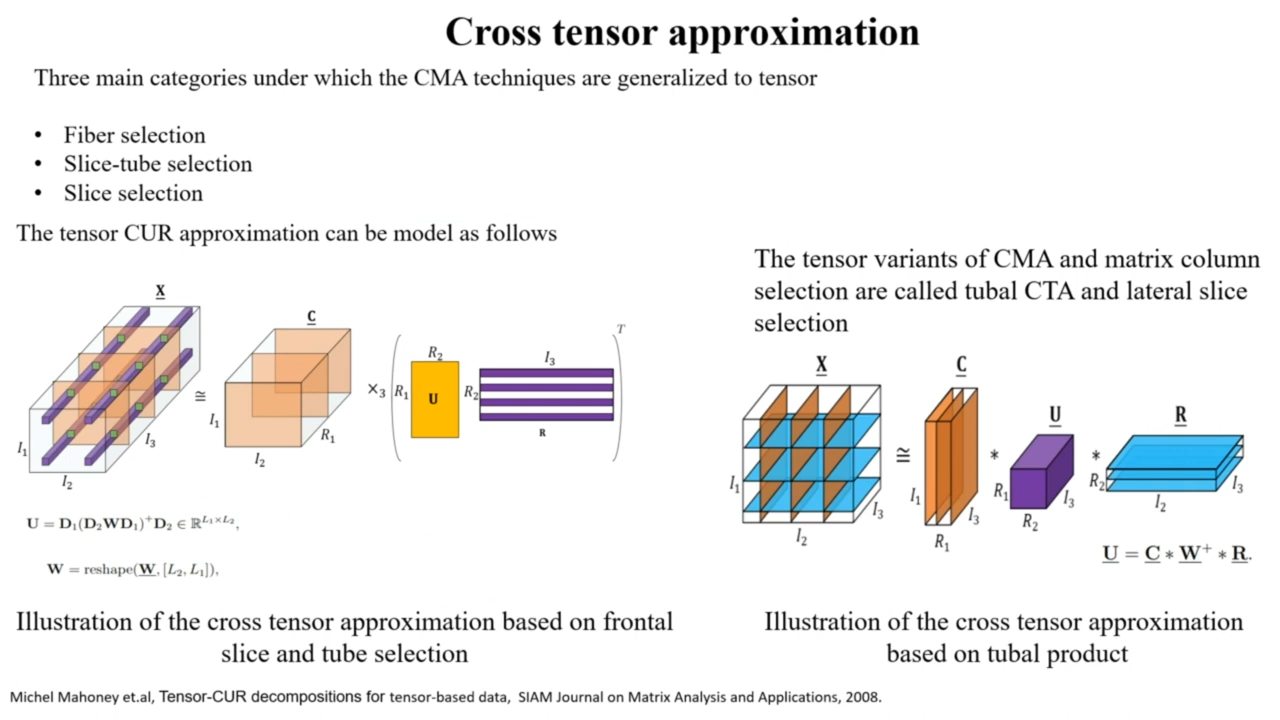 Cross tensor approximation
Three main categories under which the CMA techniques are generalized to tensor
• Fiber selection
• Slice-tube selection
• Slice selection
The tensor CUR approximation can be model as follows
X
I₁
I₂
I₃
≅
C
I₁
I₂
R₁
×₃
R₂
R₁
U
I₃
R₂
R
T
U = D₁(D₂WD₁)⁺D₂ ∈ ℝ^{L₁×L₂},
W = reshape(W, [L₂, L₁]),
Illustration of the cross tensor approximation based on frontal
slice and tube selection
The tensor variants of CMA and matrix column
selection are called tubal CTA and lateral slice
selection
X
I₁
I₂
I₃
≅
C
I₁
R₁
I₃
*
U
R₁
R₂
I₃
*
R
R₂
I₂
I₃
U = C * W⁺ * R.
Illustration of the cross tensor approximation
based on tubal product
Michel Mahoney et.al, Tensor-CUR decompositions for tensor-based data, SIAM Journal on Matrix Analysis and Applications, 2008.